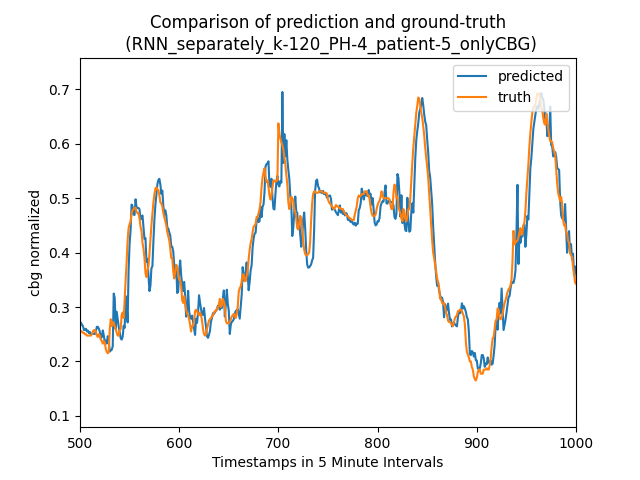 Comparison of prediction and ground-truth
(RNN_separately_k-120_PH-4_patient-5_onlyCBG)
predicted
truth
cbg normalized
0.7
0.6
0.5
0.4
0.3
0.2
0.1
500 600 700 800 900 1000
Timestamps in 5 Minute Intervals